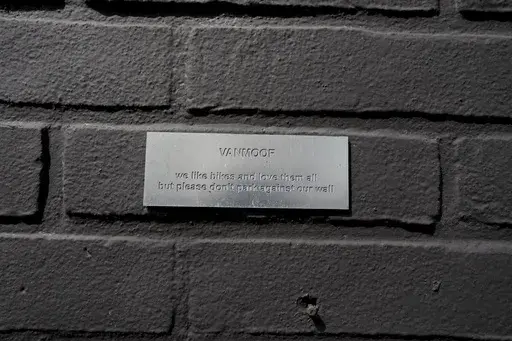 VANMOOF
we like bikes and love them all
but please don't park against our wall